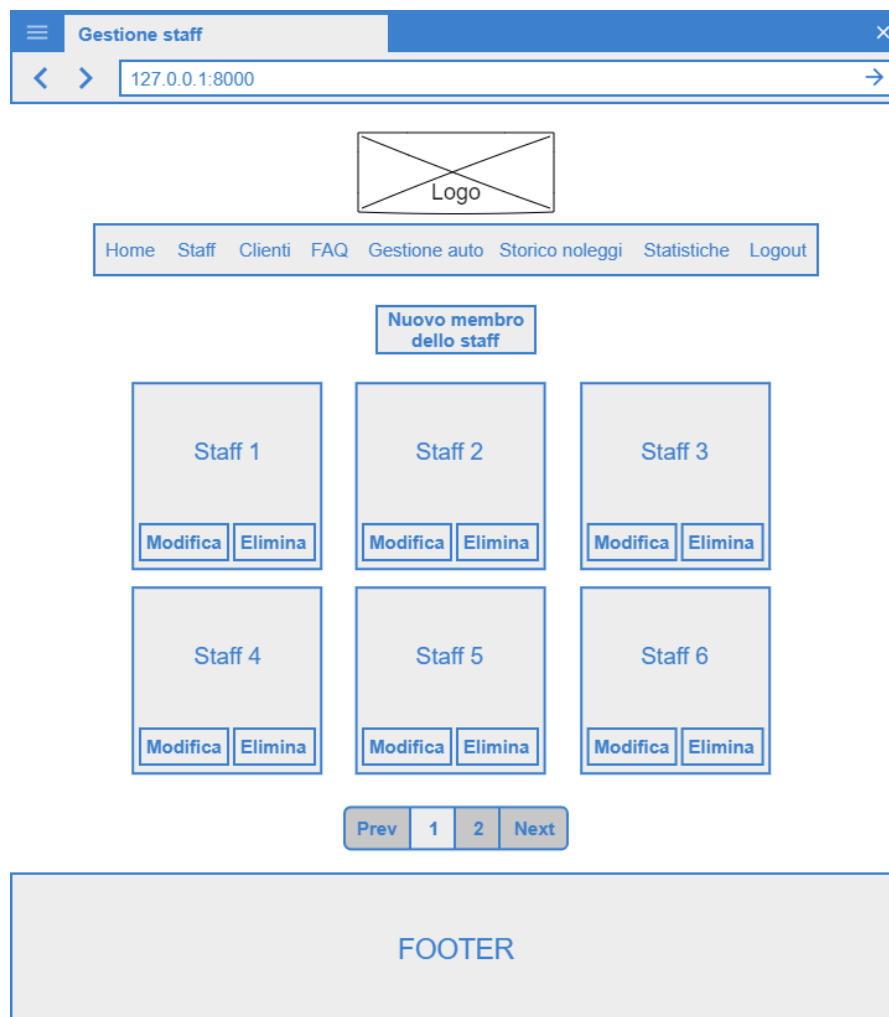 Gestione staff
127.0.0.1:8000
Logo
Home Staff Clienti FAQ Gestione auto Storico noleggi Statistiche Logout
Nuovo membro
dello staff
Staff 1 Staff 2 Staff 3
Modifica Elimina Modifica Elimina Modifica Elimina
Staff 4 Staff 5 Staff 6
Modifica Elimina Modifica Elimina Modifica Elimina
Prev 1 2 Next
FOOTER